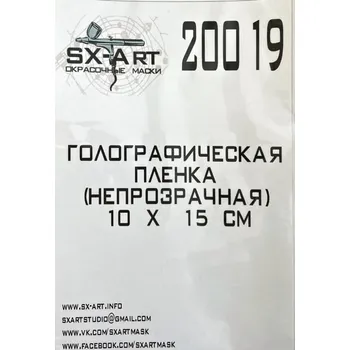 SX-ART
ОКРАСОЧНЫЕ МАСКИ
20019
ГОЛОГРАФИЧЕСКАЯ
ПЛЕНКА
(НЕПРОЗРАЧНАЯ)
10 X 15 СМ
WWW.SX-ART.INFO
SXARTSTUDIO@GMAIL.COM
WWW.VK.COM/SXARTMASK
WWW.FACEBOOK.COM/SXARTMASK